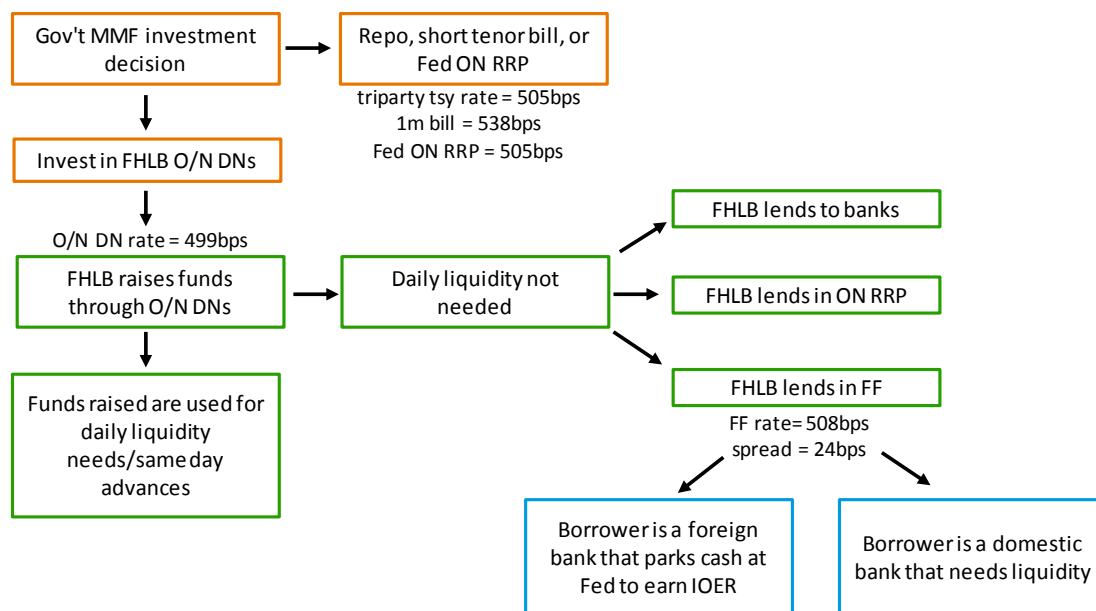 Gov't MMF investment
decision
Repo, short tenor bill, or
Fed ON RRP
triparty tsy rate = 505bps
1m bill = 538bps
Fed ON RRP = 505bps
Invest in FHLB O/N DNs
O/N DN rate = 499bps
FHLB raises funds
through O/N DNs
Daily liquidity not
needed
FHLB lends to banks
FHLB lends in ON RRP
FHLB lends in FF
FF rate= 508bps
spread = 24bps
Funds raised are used for
daily liquidity
needs/same day
advances
Borrower is a foreign
bank that parks cash at
Fed to earn IOER
Borrower is a domestic
bank that needs liquidity